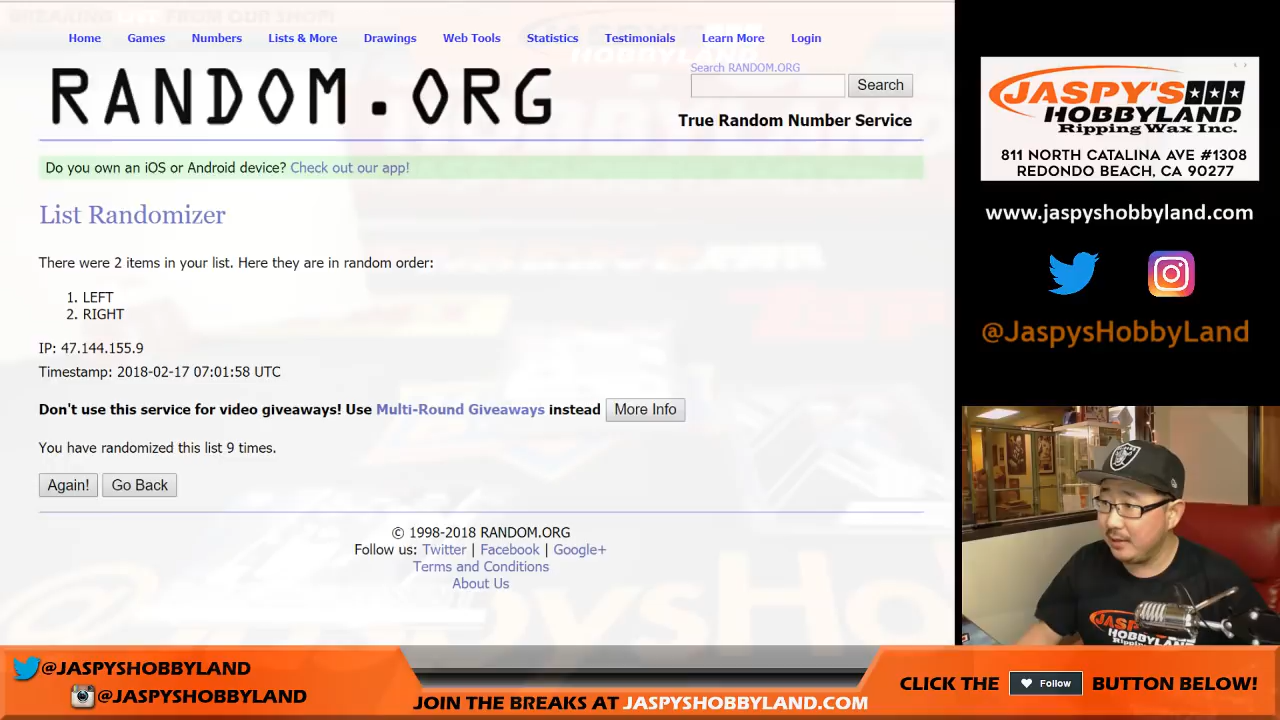 BREAKING LIVE FROM OUR SHOP!
Home Games Numbers Lists & More Drawings Web Tools Statistics Testimonials Learn More Login
RANDOM.ORG
Search RANDOM.ORG
Search
True Random Number Service
Do you own an iOS or Android device? Check out our app!
List Randomizer
There were 2 items in your list. Here they are in random order:
1. LEFT
2. RIGHT
IP: 47.144.155.9
Timestamp: 2018-02-17 07:01:58 UTC
Don't use this service for video giveaways! Use Multi-Round Giveaways instead More Info
You have randomized this list 9 times.
Again! Go Back
© 1998-2018 RANDOM.ORG
Follow us: Twitter | Facebook | Google+
Terms and Conditions
About Us
JASPY'S
HOBBYLAND
Ripping Wax Inc.
811 NORTH CATALINA AVE #1308
REDONDO BEACH, CA 90277
www.jaspyshobbyland.com
@JaspysHobbyLand
JASPY'S
HOBBYLAND
@JASPYSHOBBYLAND
@JASPYSHOBBYLAND
JOIN THE BREAKS AT JASPYSHOBBYLAND.COM
CLICK THE Follow BUTTON BELOW!